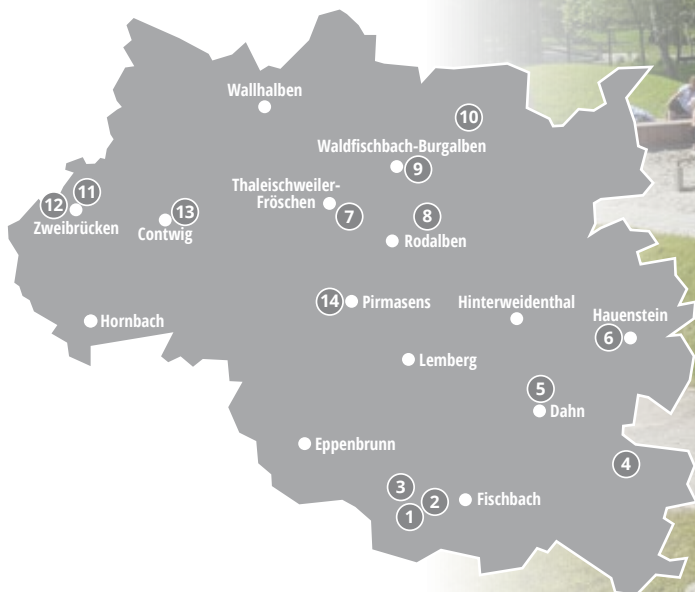 Wallhalben
10
Waldfischbach-Burgalben
9
Thaleischweiler-
Fröschen
7
8
Rodalben
11
12
Zweibrücken
13
Contwig
14
Pirmasens
Hinterweidenthal
Hauenstein
6
Hornbach
Lemberg
5
Dahn
Eppenbrunn
4
3
2
1
Fischbach